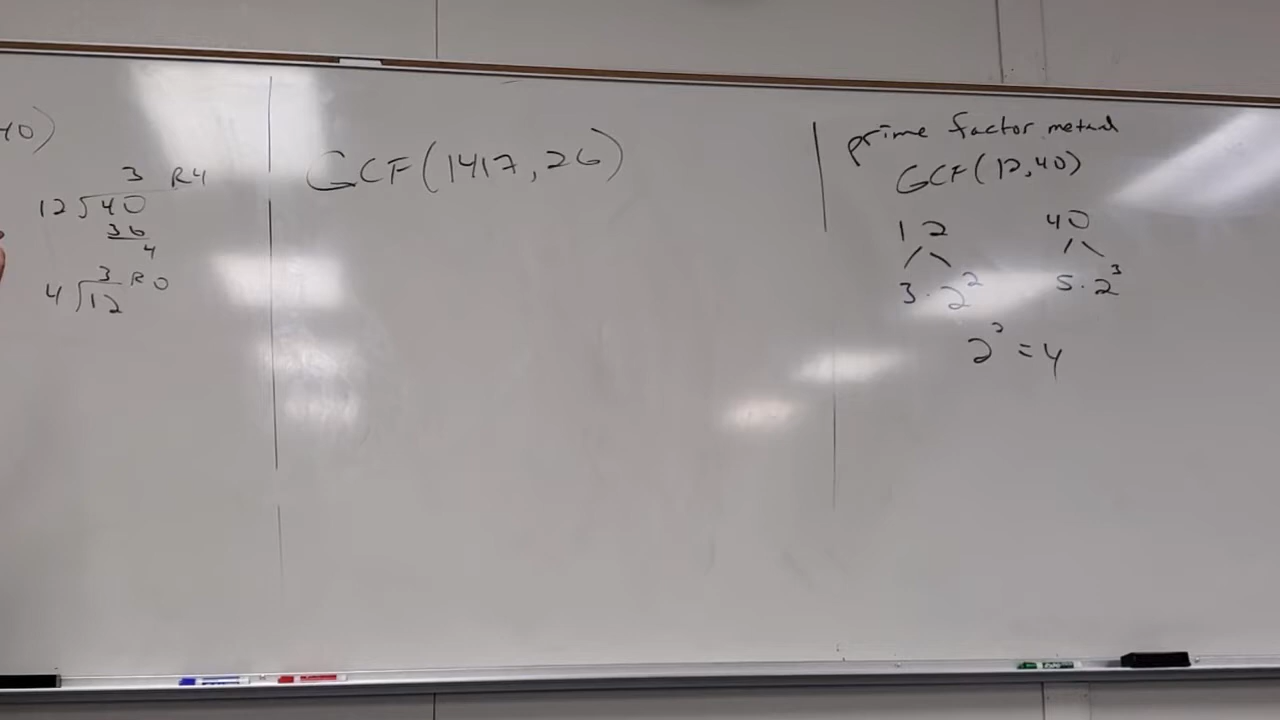 40)
3 R4
12 40
36
4
3 R0
4 12
GCF(1417,26)
prime factor method
GCF(12,40)
12 40
3·2² 5·2³
2² = 4